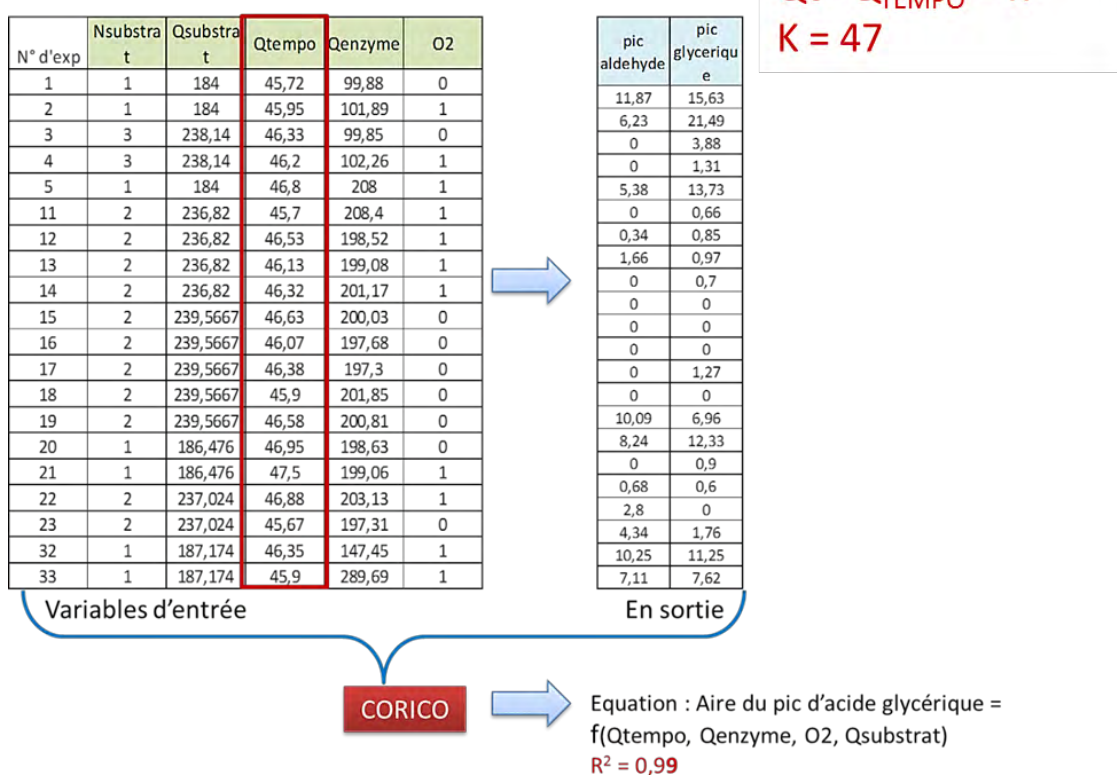 TEMPO
K = 47
N° d'exp Nsubstra t Qsubstra t Qtempo Qenzyme O2
1 1 184 45,72 99,88 0
2 1 184 45,95 101,89 1
3 3 238,14 46,33 99,85 0
4 3 238,14 46,2 102,26 1
5 1 184 46,8 208 1
11 2 236,82 45,7 208,4 1
12 2 236,82 46,53 198,52 1
13 2 236,82 46,13 199,08 1
14 2 236,82 46,32 201,17 1
15 2 239,5667 46,63 200,03 0
16 2 239,5667 46,07 197,68 0
17 2 239,5667 46,38 197,3 0
18 2 239,5667 45,9 201,85 0
19 2 239,5667 46,58 200,81 0
20 1 186,476 46,95 198,63 0
21 1 186,476 47,5 199,06 1
22 2 237,024 46,88 203,13 1
23 2 237,024 45,67 197,31 0
32 1 187,174 46,35 147,45 1
33 1 187,174 45,9 289,69 1
Variables d'entrée
pic aldehyde pic glyceriqu e
11,87 15,63
6,23 21,49
0 3,88
0 1,31
5,38 13,73
0 0,66
0,34 0,85
1,66 0,97
0 0,7
0 0
0 0
0 0
0 1,27
0 0
10,09 6,96
8,24 12,33
0 0,9
0,68 0,6
2,8 0
4,34 1,76
10,25 11,25
7,11 7,62
En sortie
CORICO
Equation : Aire du pic d'acide glycérique =
f(Qtempo, Qenzyme, O2, Qsubstrat)
R² = 0,99